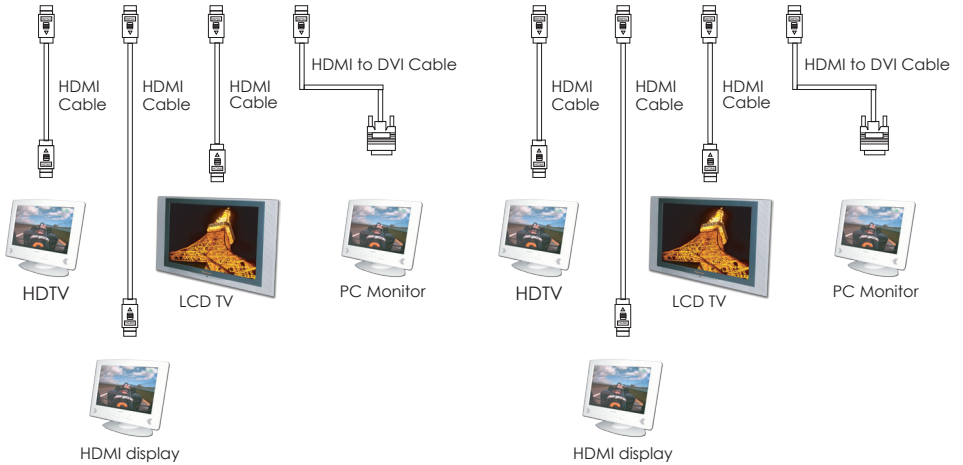 HDMI to DVI Cable
HDMI
Cable
HDMI
Cable
HDMI
Cable
HDTV
LCD TV
PC Monitor
HDMI display
HDMI to DVI Cable
HDMI
Cable
HDMI
Cable
HDMI
Cable
HDTV
LCD TV
PC Monitor
HDMI display